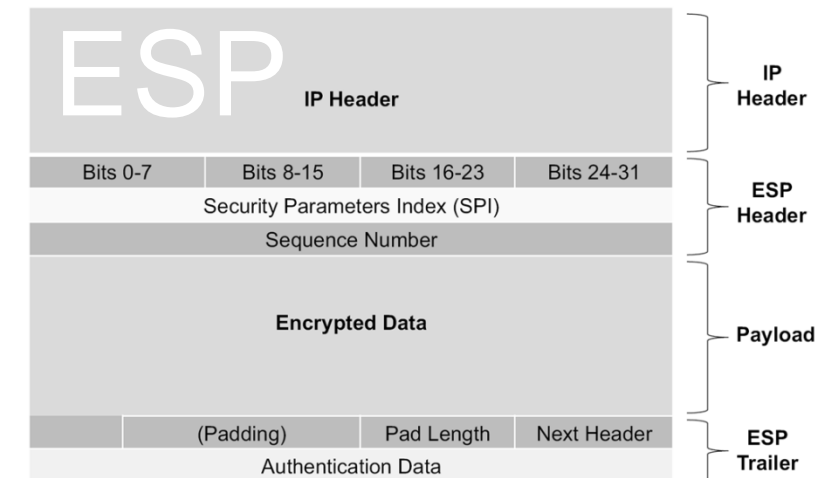 ESP
IP Header
IP
Header
Bits 0-7 Bits 8-15 Bits 16-23 Bits 24-31
Security Parameters Index (SPI)
Sequence Number
ESP
Header
Encrypted Data
Payload
(Padding) Pad Length Next Header
Authentication Data
ESP
Trailer